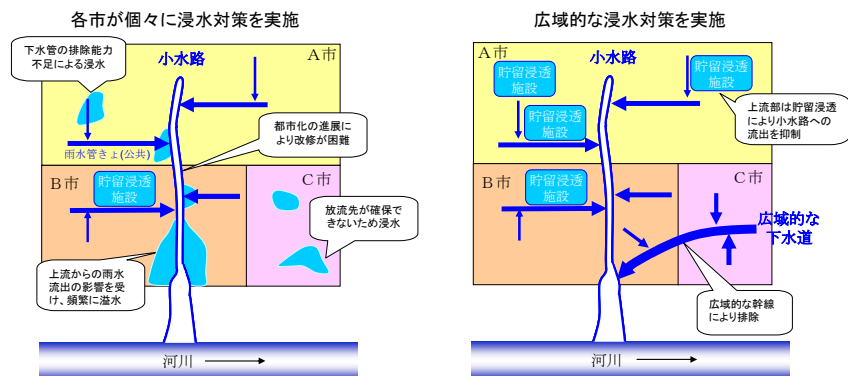 各市が個々に浸水対策を実施
下水管の排除能力
不足による浸水
小水路
A市
都市化の進展に
より改修が困難
雨水管きょ(公共)
B市
貯留浸透
施設
C市
放流先が確保で
きないため浸水
上流からの雨水
流出の影響を受
け、頻繁に溢水
河川
広域的な浸水対策を実施
A市
小水路
貯留浸透
施設
貯留浸透
施設
貯留浸透
施設
上流部は貯留浸透
により小水路への
流出を抑制
B市
貯留浸透
施設
C市
広域的な
下水道
広域的な幹線
により排除
河川